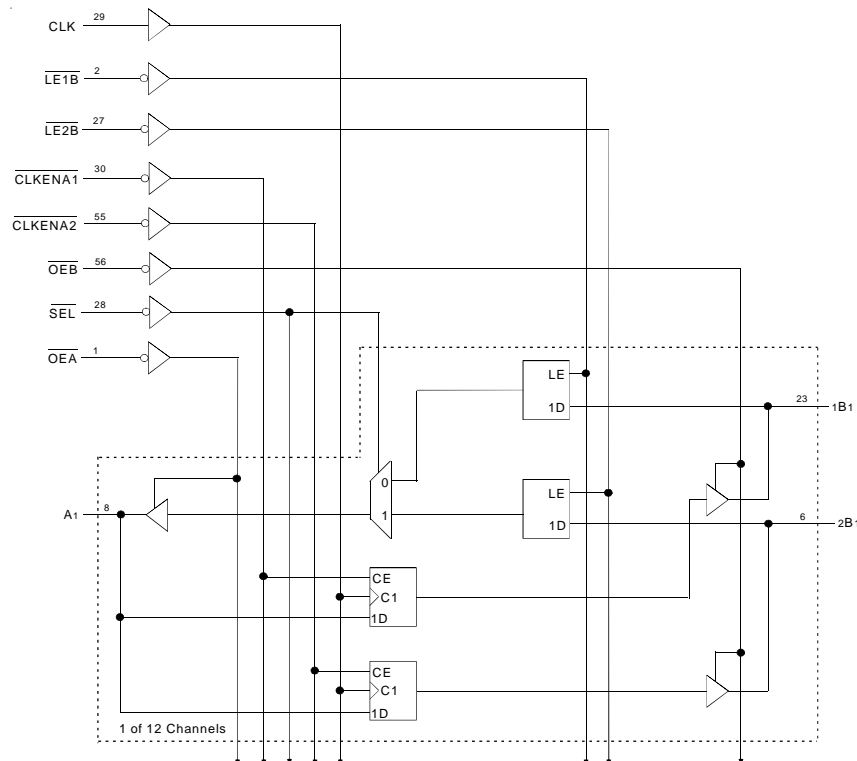 CLK 29
LE1B 2
LE2B 27
CLKENA1 30
CLKENA2 55
OEB 56
SEL 28
OEA 1
LE
1D
23 1B1
0
A1 8
1
LE
1D
6 2B1
CE
C1
1D
CE
C1
1D
1 of 12 Channels